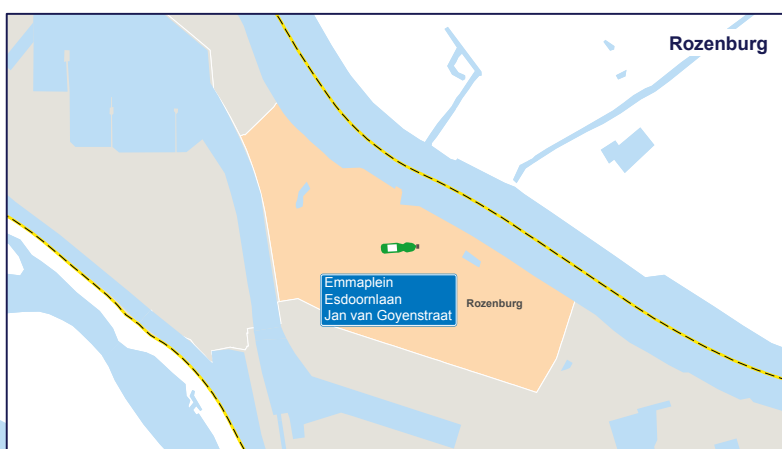 Rozenburg
Emmaplein
Esdoornlaan
Jan van Goyenstraat
Rozenburg